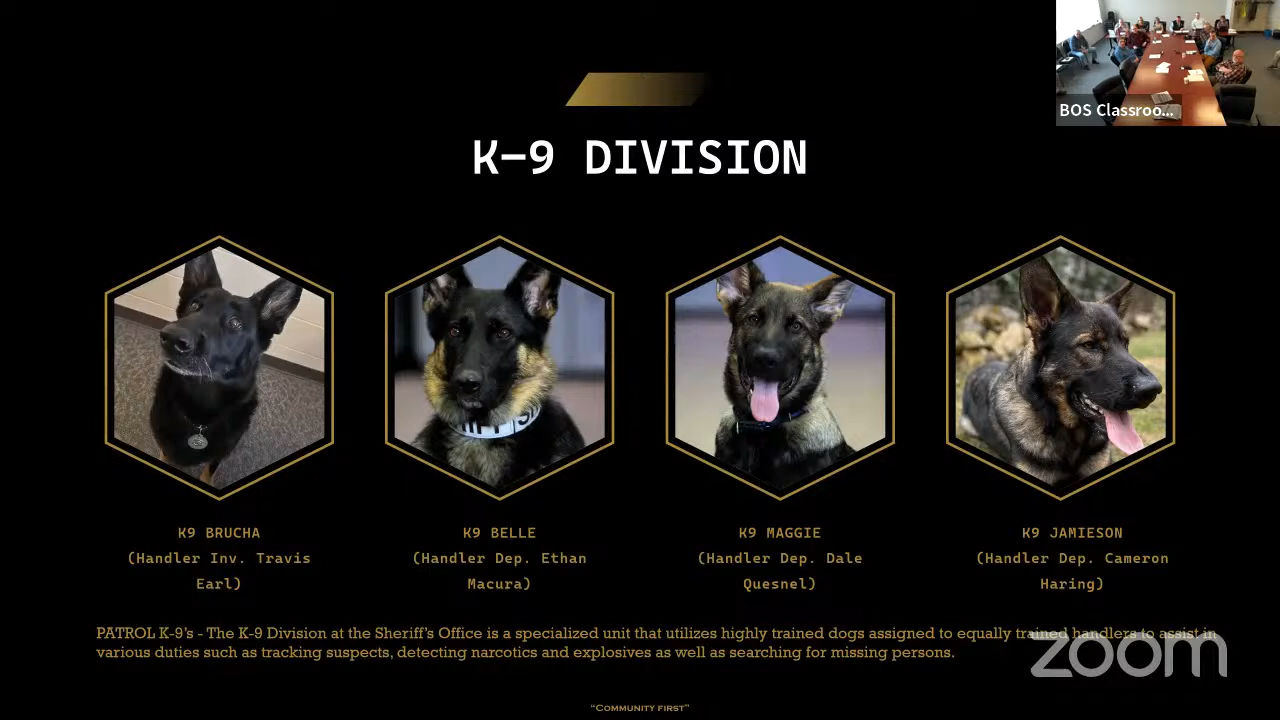 BOS Classroo...
K-9 DIVISION
K9 BRUCHA
(Handler Inv. Travis
Earl)
K9 BELLE
(Handler Dep. Ethan
Macura)
K9 MAGGIE
(Handler Dep. Dale
Quesnel)
K9 JAMIESON
(Handler Dep. Cameron
Haring)
PATROL K-9's - The K-9 Division at the Sheriff's Office is a specialized unit that utilizes highly trained dogs assigned to equally trained handlers to assist in
various duties such as tracking suspects, detecting narcotics and explosives as well as searching for missing persons.
zoom
"COMMUNITY FIRST"